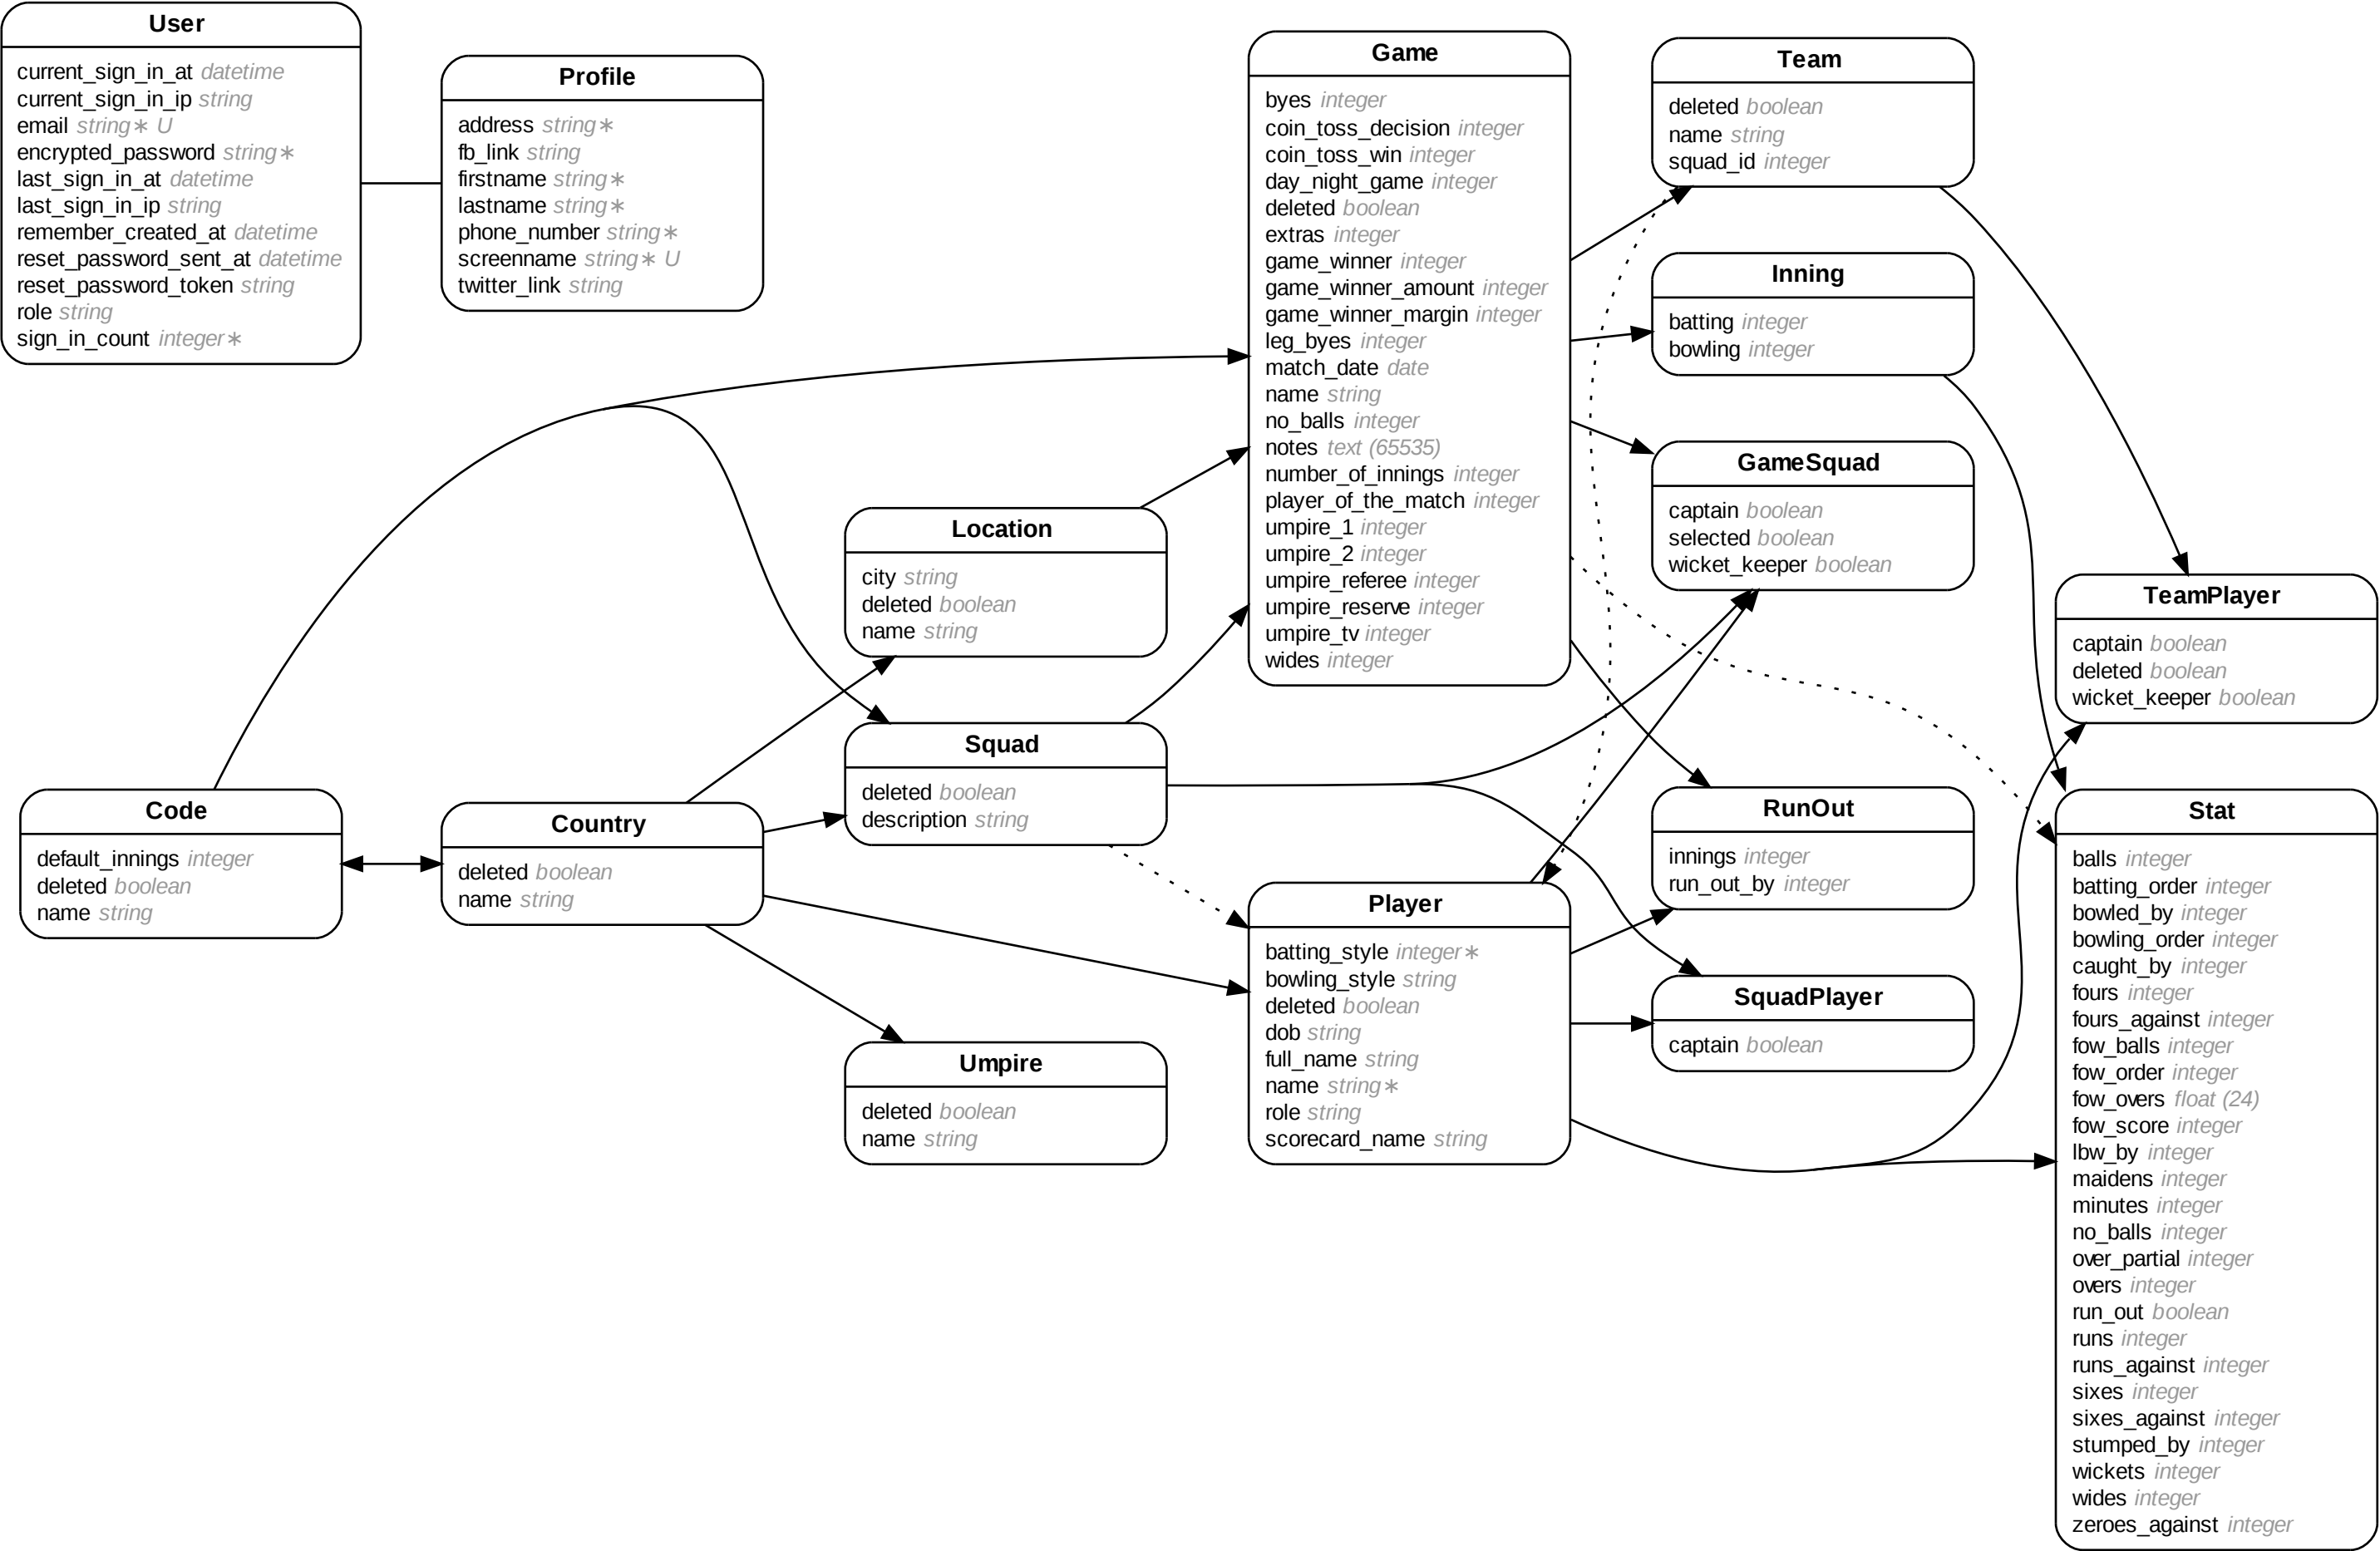 User
current_sign_in_at datetime
current_sign_in_ip string
email string∗ U
encrypted_password string∗
last_sign_in_at datetime
last_sign_in_ip string
remember_created_at datetime
reset_password_sent_at datetime
reset_password_token string
role string
sign_in_count integer∗
Profile
address string∗
fb_link string
firstname string∗
lastname string∗
phone_number string∗
screenname string∗ U
twitter_link string
Game
byes integer
coin_toss_decision integer
coin_toss_win integer
day_night_game integer
deleted boolean
extras integer
game_winner integer
game_winner_amount integer
game_winner_margin integer
leg_byes integer
match_date date
name string
no_balls integer
notes text (65535)
number_of_innings integer
player_of_the_match integer
umpire_1 integer
umpire_2 integer
umpire_referee integer
umpire_reserve integer
umpire_tv integer
wides integer
Team
deleted boolean
name string
squad_id integer
Inning
batting integer
bowling integer
GameSquad
captain boolean
selected boolean
wicket_keeper boolean
Location
city string
deleted boolean
name string
TeamPlayer
captain boolean
deleted boolean
wicket_keeper boolean
Squad
deleted boolean
description string
Code
default_innings integer
deleted boolean
name string
Country
deleted boolean
name string
RunOut
innings integer
run_out_by integer
Player
batting_style integer∗
bowling_style string
deleted boolean
dob string
full_name string
name string∗
role string
scorecard_name string
SquadPlayer
captain boolean
Umpire
deleted boolean
name string
Stat
balls integer
batting_order integer
bowled_by integer
bowling_order integer
caught_by integer
fours integer
fours_against integer
fow_balls integer
fow_order integer
fow_overs float (24)
fow_score integer
lbw_by integer
maidens integer
minutes integer
no_balls integer
over_partial integer
overs integer
run_out boolean
runs integer
runs_against integer
sixes integer
sixes_against integer
stumped_by integer
wickets integer
wides integer
zeroes_against integer